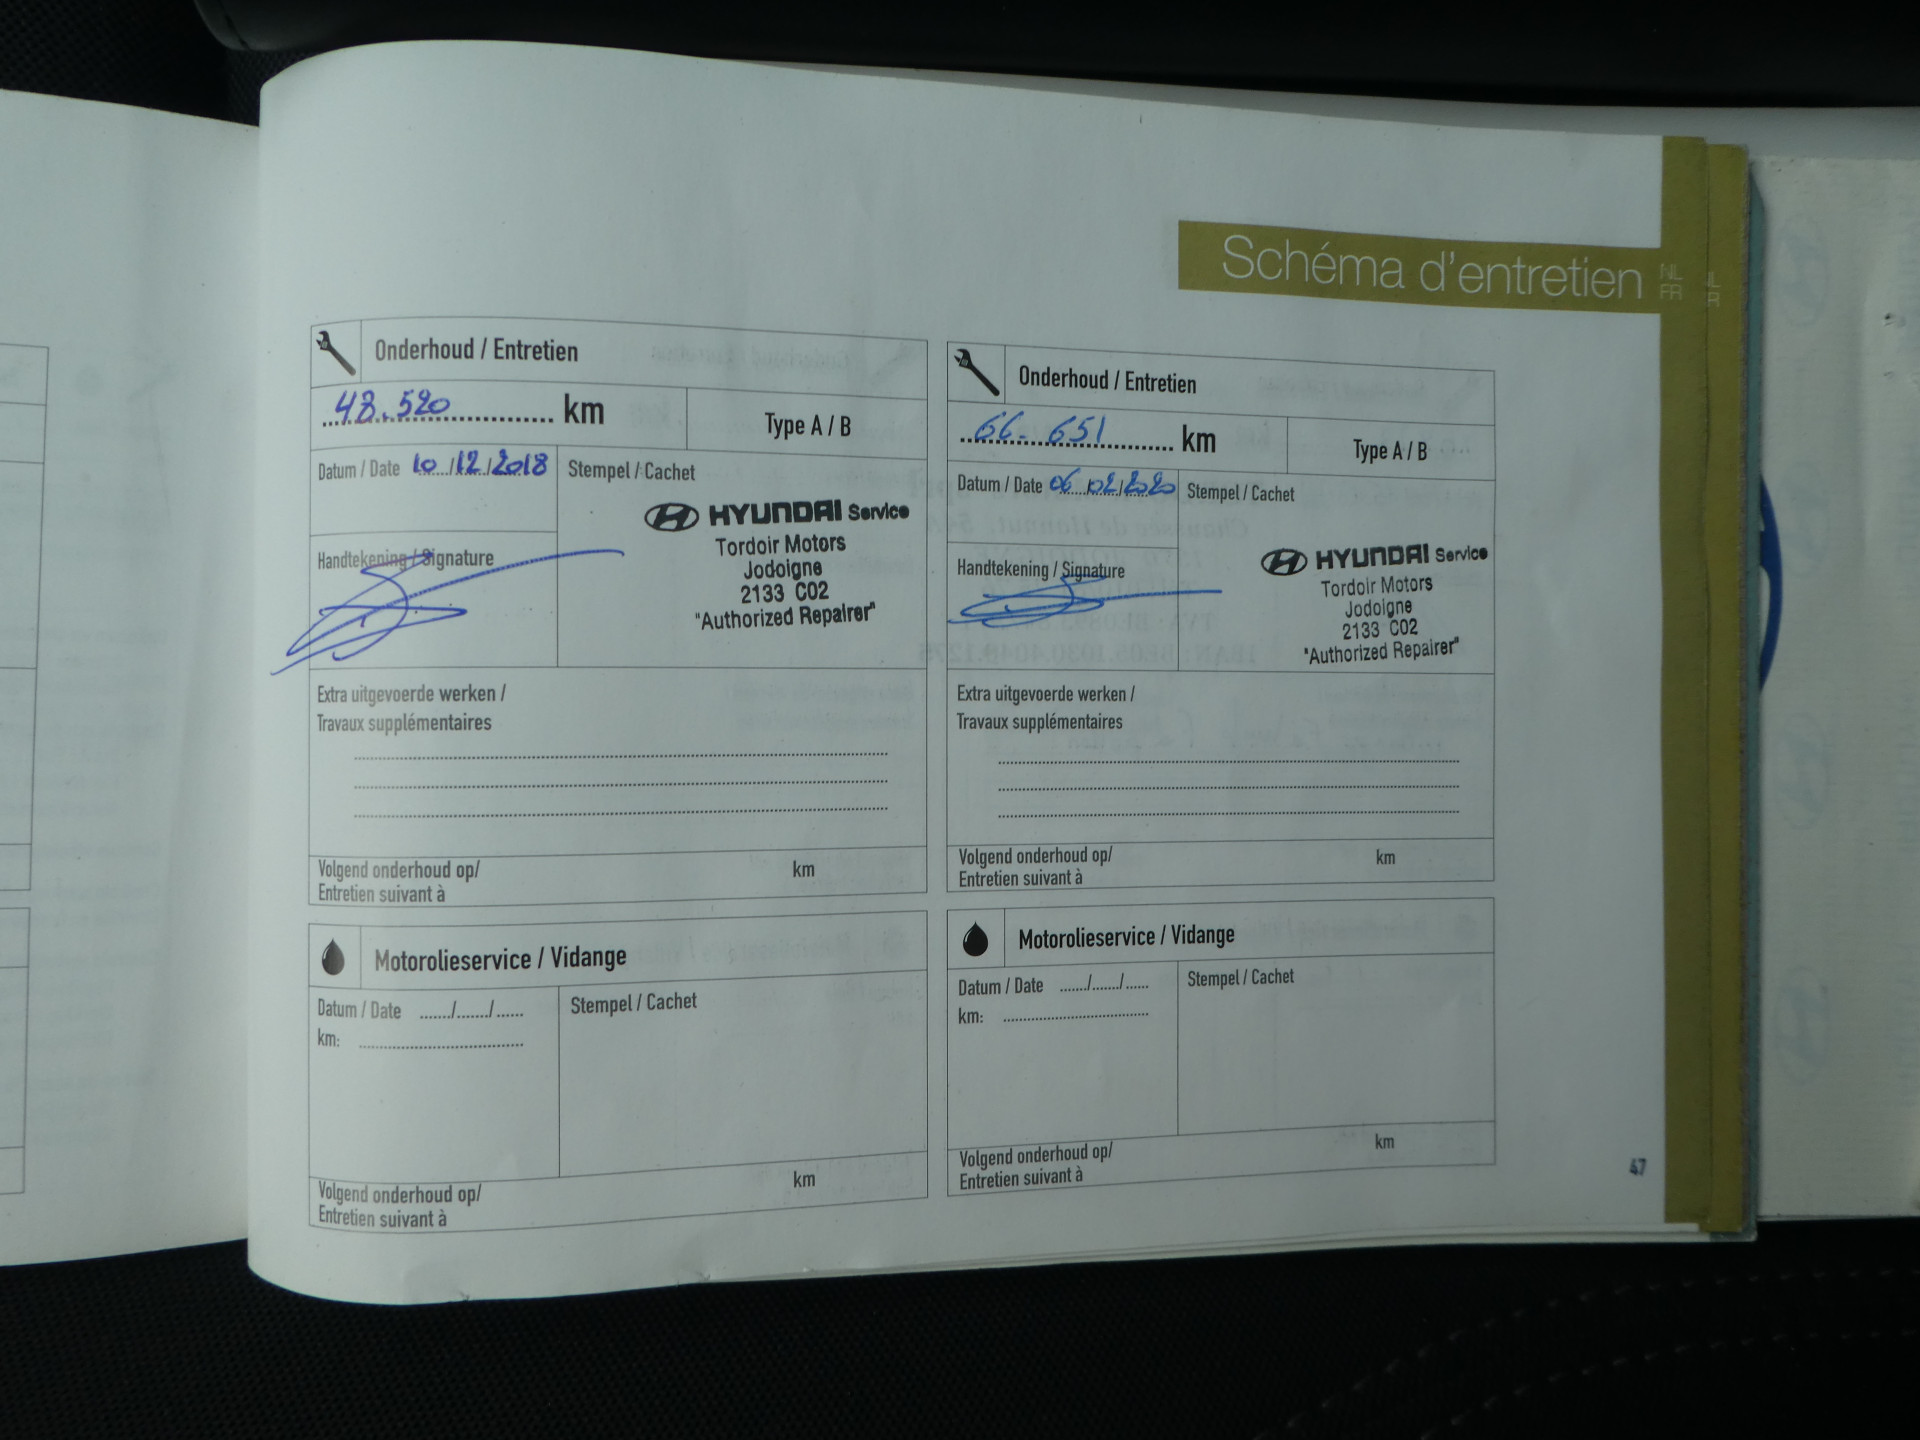 Schéma d'entretien
NL
FR
L
R
Onderhoud / Entretien
48.520 km
Type A / B
Datum / Date 10/12/2018
Stempel / Cachet
HYUNDAI Service
Tordoir Motors
Jodoigne
2133 C02
"Authorized Repairer"
Handtekening / Signature
Extra uitgevoerde werken /
Travaux supplémentaires
Volgend onderhoud op/
Entretien suivant à
km
Onderhoud / Entretien
66.651 km
Type A / B
Datum / Date 06/02/2020
Stempel / Cachet
HYUNDAI Service
Tordoir Motors
Jodoigne
2133 C02
"Authorized Repairer"
Handtekening / Signature
Extra uitgevoerde werken /
Travaux supplémentaires
Volgend onderhoud op/
Entretien suivant à
km
Motorolieservice / Vidange
Datum / Date ......./......./......
km:
Stempel / Cachet
Volgend onderhoud op/
Entretien suivant à
km
Motorolieservice / Vidange
Datum / Date ......./......./......
km:
Stempel / Cachet
Volgend onderhoud op/
Entretien suivant à
km
47